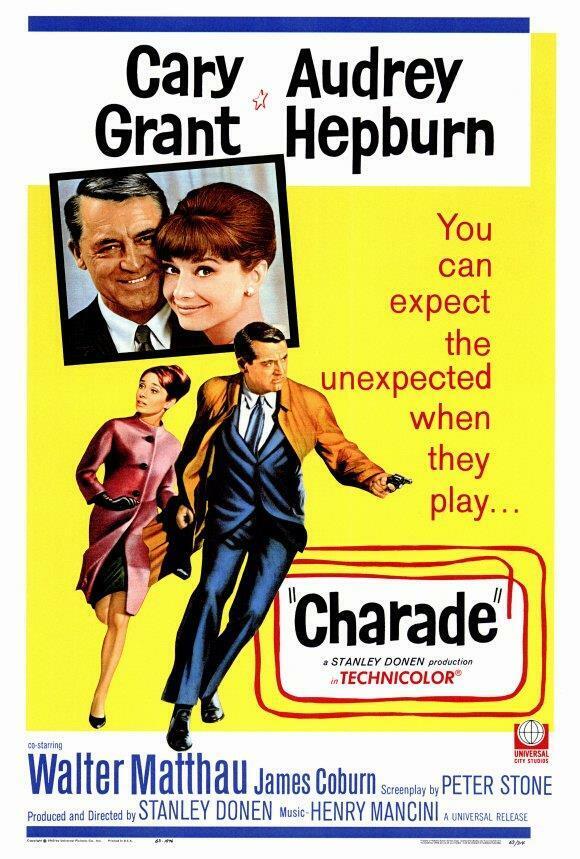 Cary Audrey
Grant Hepburn
You
can
expect
the
unexpected
when
they
play...
"Charade"
a STANLEY DONEN production
in TECHNICOLOR®
UNIVERSAL
CITY STUDIOS
co-starring
Walter Matthau James Coburn Screenplay by PETER STONE
Produced and Directed by STANLEY DONEN Music-HENRY MANCINI A UNIVERSAL RELEASE